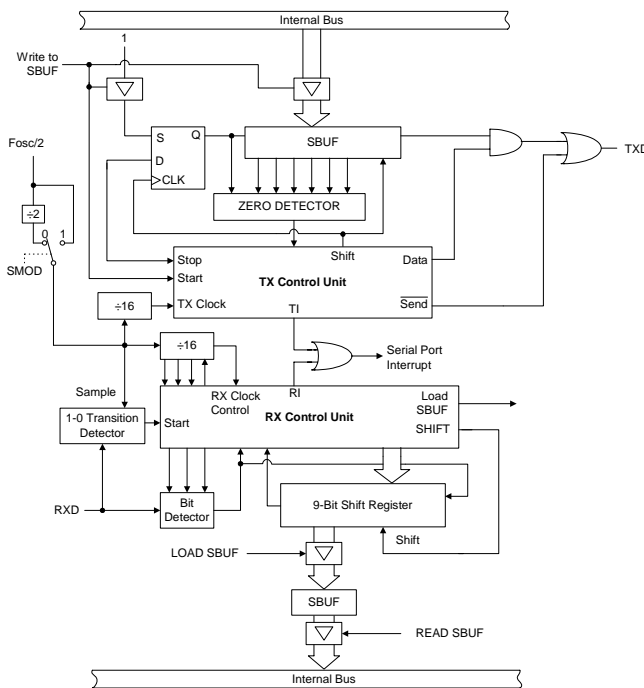 Internal Bus
1
Write to
SBUF
S
Q
D
CLK
SBUF
TXD
Fosc/2
÷2
0
1
SMOD
ZERO DETECTOR
Shift
Stop
Start
TX Clock
TX Control Unit
TI
Data
Send
÷16
÷16
Serial Port
Interrupt
Sample
1-0 Transition
Detector
Start
RX Clock
Control
RI
RX Control Unit
Load
SBUF
SHIFT
RXD
Bit
Detector
9-Bit Shift Register
Shift
LOAD SBUF
SBUF
READ SBUF
Internal Bus